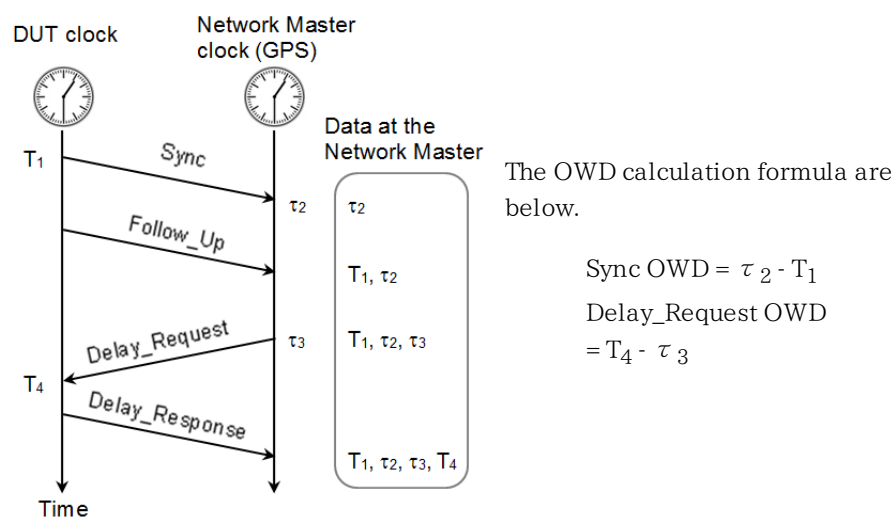 DUT clock
Network Master
clock (GPS)
Data at the
Network Master
T1
Sync
τ2
τ2
Follow_Up
T1, τ2
Delay_Request
τ3
T1, τ2, τ3
T4
Delay_Response
T1, τ2, τ3, T4
Time
The OWD calculation formula are
below.
Sync OWD = τ 2 - T1
Delay_Request OWD
= T4 - τ 3